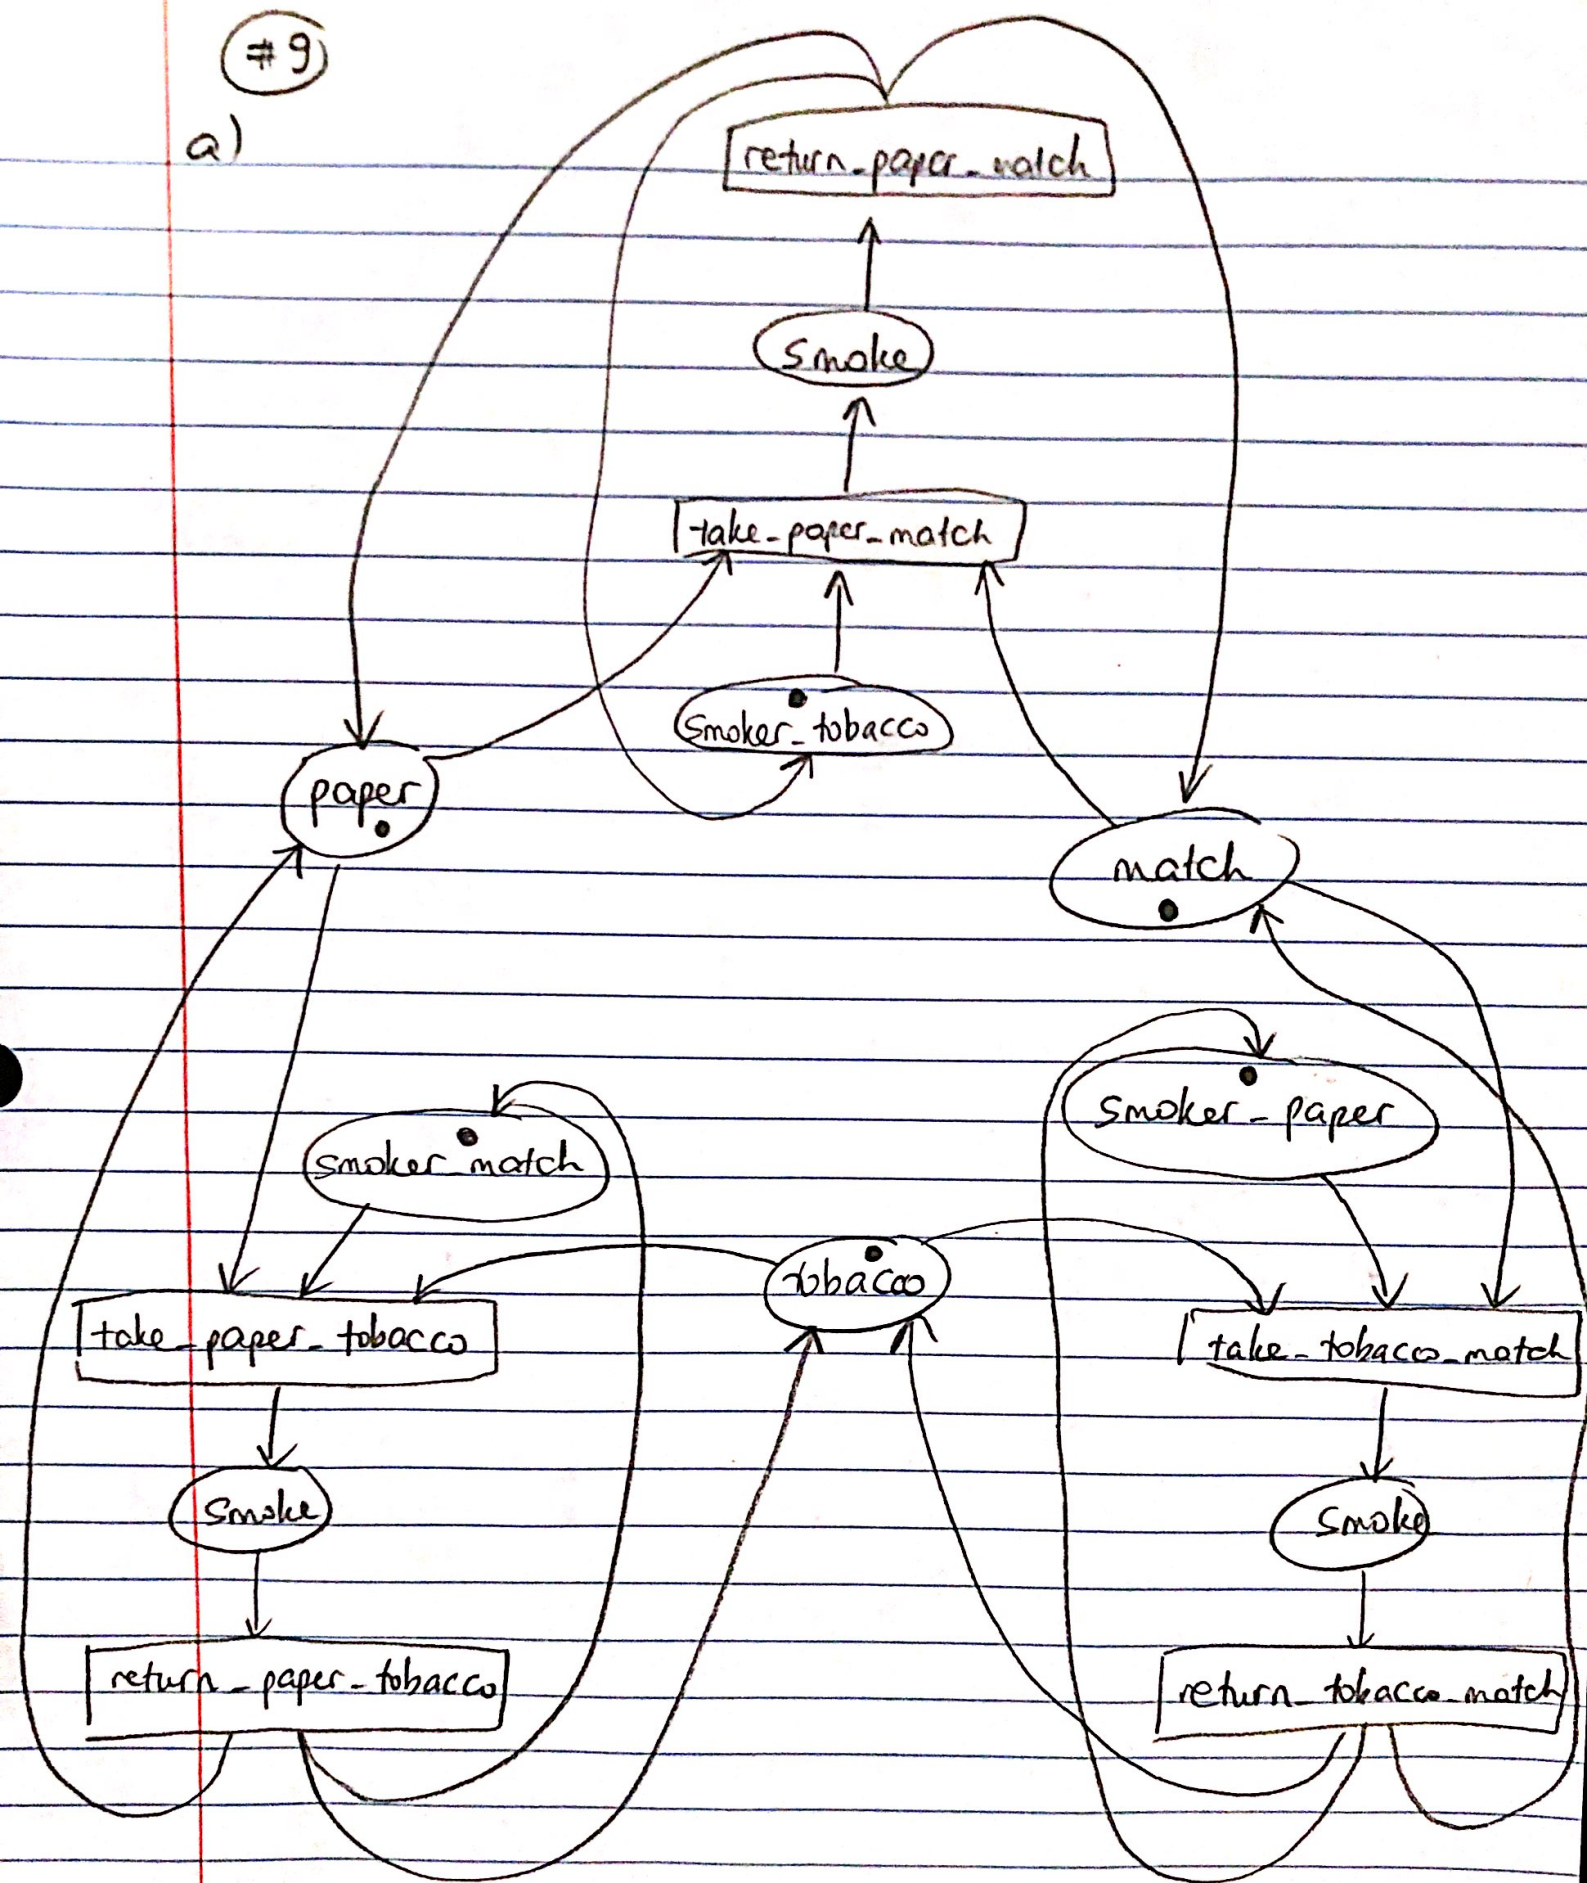 #9
a)
return_paper_match
smoke
take_paper_match
smoker_tobacco
paper
match
smoker_paper
smoker_match
tobacco
take_paper_tobacco
take_tobacco_match
smoke
smoke
return_paper_tobacco
return_tobacco_match